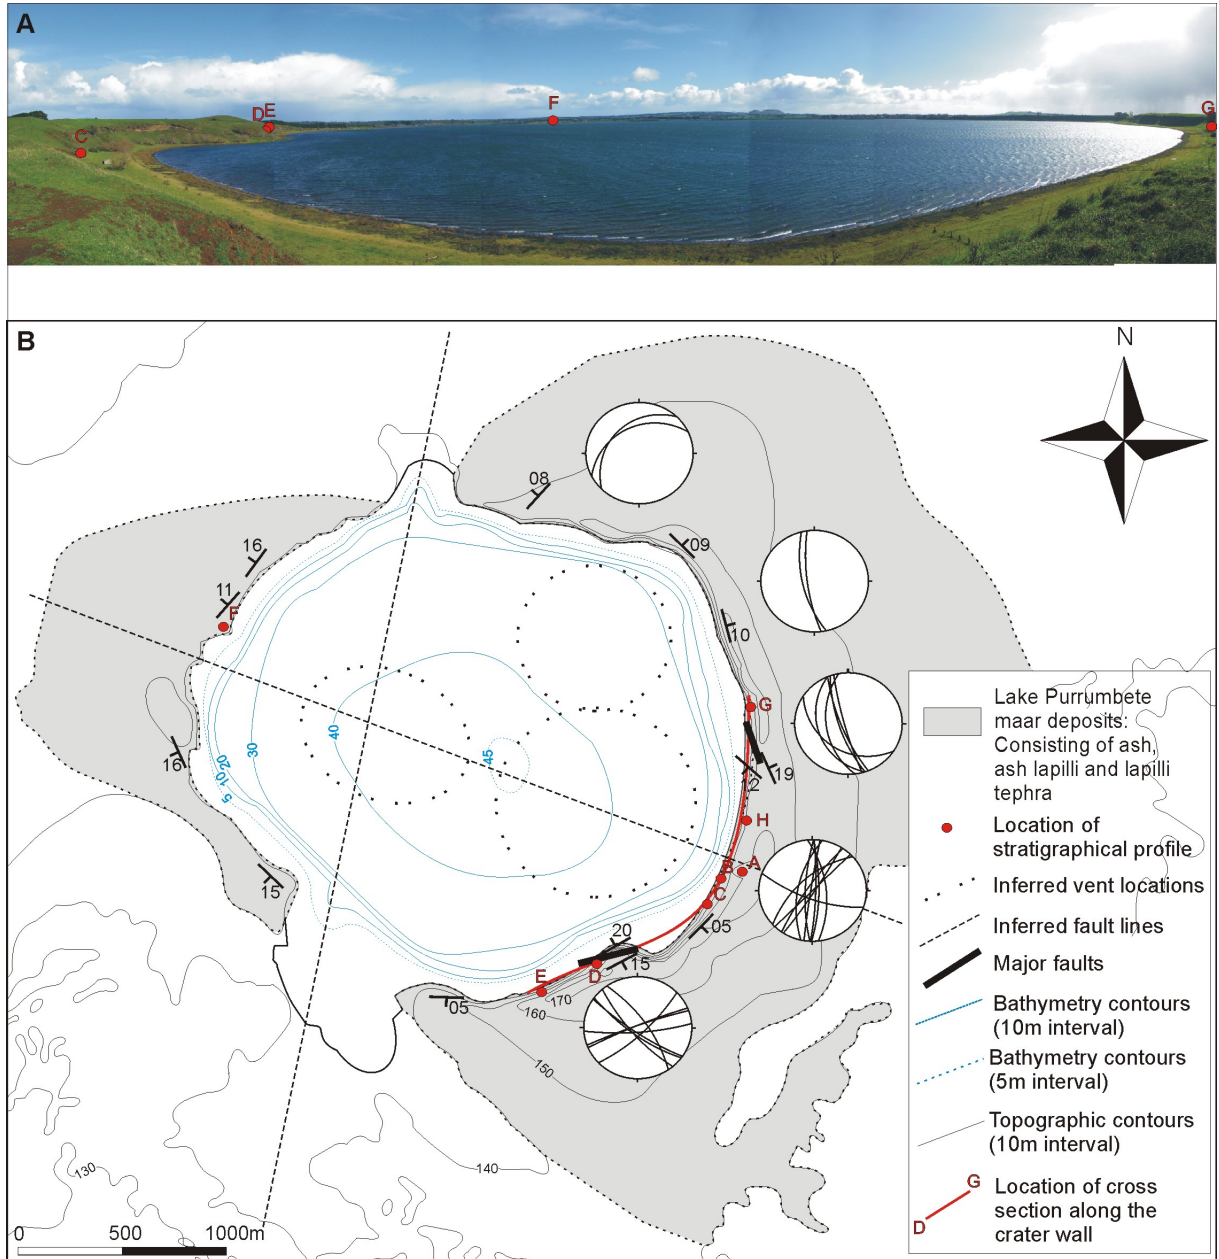 A
C
D
E
F
G
B
N
08
16
09
11
F
10
G
16
5
10
20
30
40
45
19
12
H
A
B
C
15
05
20
15
D
E
05
170
160
150
140
130
0 500 1000m
Lake Purrumbete
maar deposits:
Consisting of ash,
ash lapilli and lapilli
tephra
Location of
stratigraphical profile
Inferred vent locations
Inferred fault lines
Major faults
Bathymetry contours
(10m interval)
Bathymetry contours
(5m interval)
Topographic contours
(10m interval)
G
Location of cross
section along the
crater wall
D